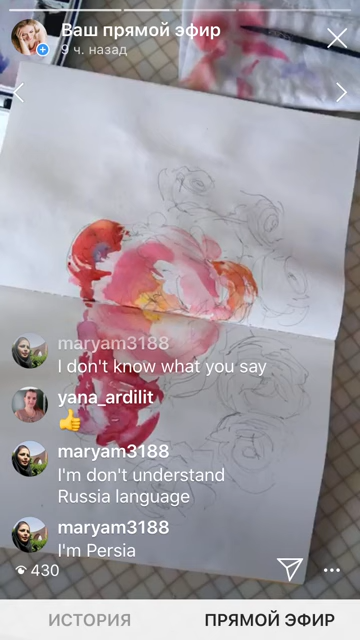 Ваш прямой эфир
9 ч. назад
maryam3188
I don't know what you say
yana_ardilit
👍
maryam3188
I'm don't understand
Russia language
maryam3188
I'm Persia
430
ИСТОРИЯ
ПРЯМОЙ ЭФИР